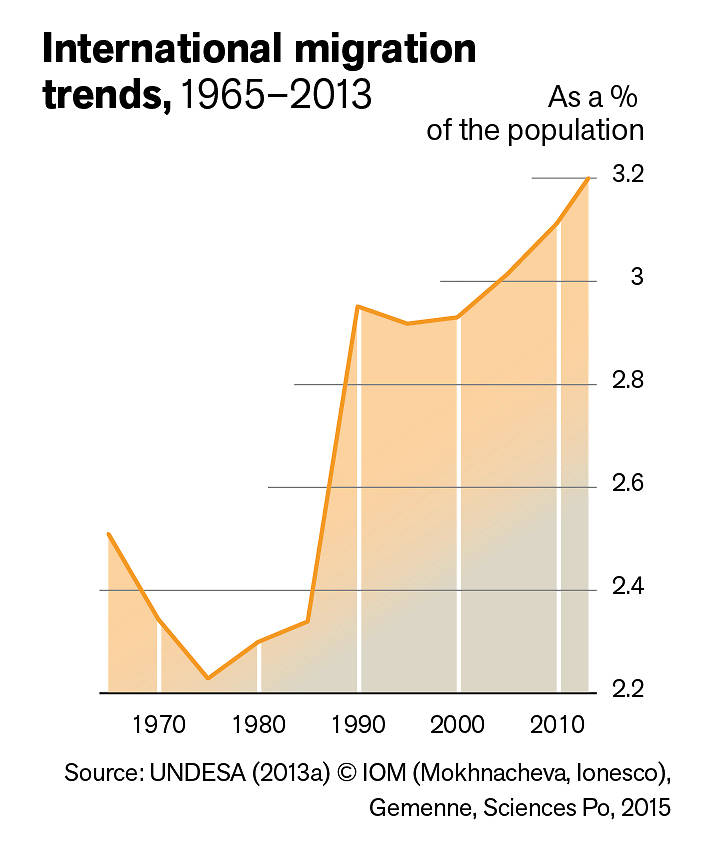 International migration
trends, 1965–2013
As a %
of the population
3.2
3
2.8
2.6
2.4
2.2
1970 1980 1990 2000 2010
Source: UNDESA (2013a) © IOM (Mokhnacheva, Ionesco),
Gemenne, Sciences Po, 2015